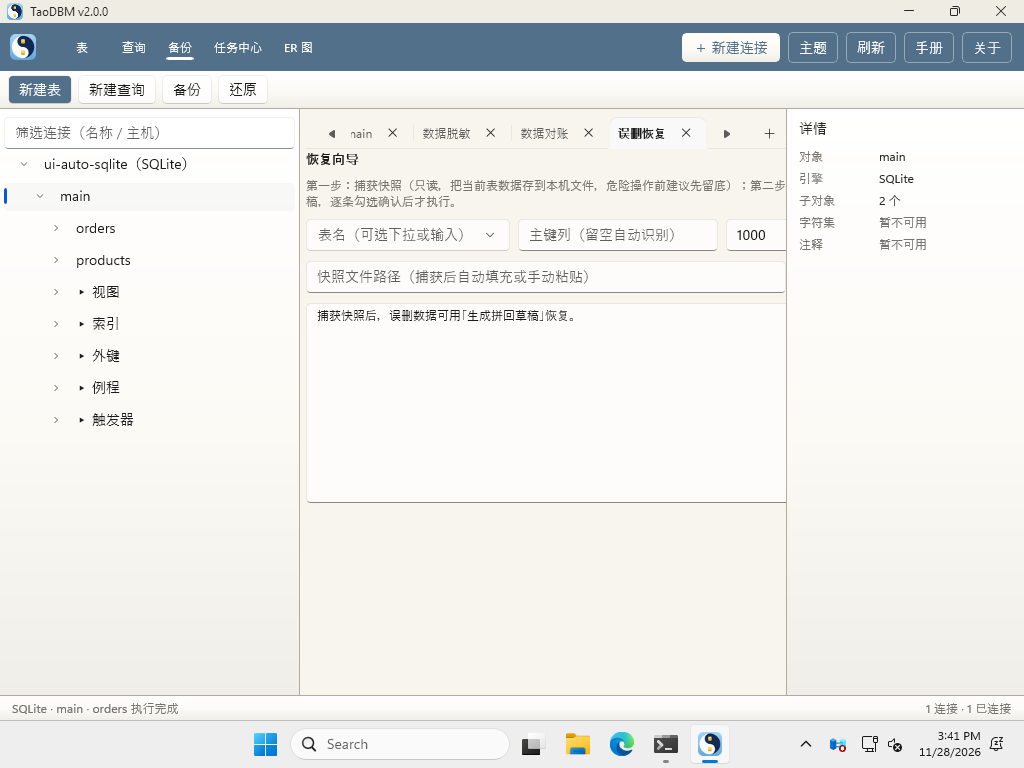 TaoDBM v2.0.0
表
查询
备份
任务中心
ER 图
+ 新建连接
主题
刷新
手册
关于
新建表
新建查询
备份
还原
筛选连接（名称 / 主机）
ui-auto-sqlite（SQLite）
main
orders
products
视图
索引
外键
例程
触发器
main
数据脱敏
数据对账
误删恢复
恢复向导
第一步：捕获快照（只读，把当前表数据存到本机文件，危险操作前建议先留底）；第二步
稿，逐条勾选确认后才执行。
表名（可选下拉或输入）
主键列（留空自动识别）
1000
快照文件路径（捕获后自动填充或手动粘贴）
捕获快照后，误删数据可用「生成拼回草稿」恢复。
详情
对象 main
引擎 SQLite
子对象 2 个
字符集 暂不可用
注释 暂不可用
SQLite · main · orders 执行完成
1 连接 · 1 已连接
Search
3:41 PM
11/28/2026